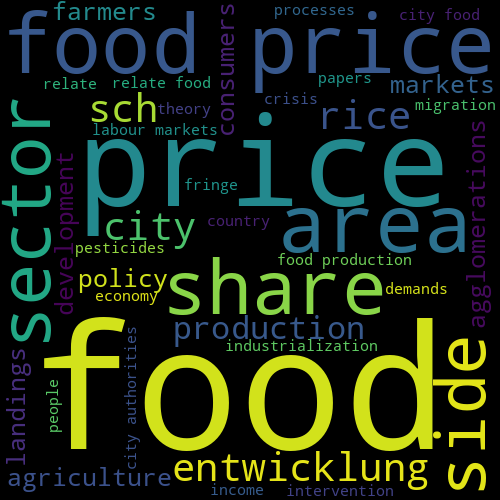 farmers
processes
city food
food price
consumers
relate
relate food
papers
markets
sch
theory
crisis
rice
migration
labour markets
sector
price
development
fringe
agglomerations
city
country
area
pesticides
food production
policy
share
demands
economy
production
industrialization
food
side
landings
people
city authorities
entwicklung
agriculture
income
intervention